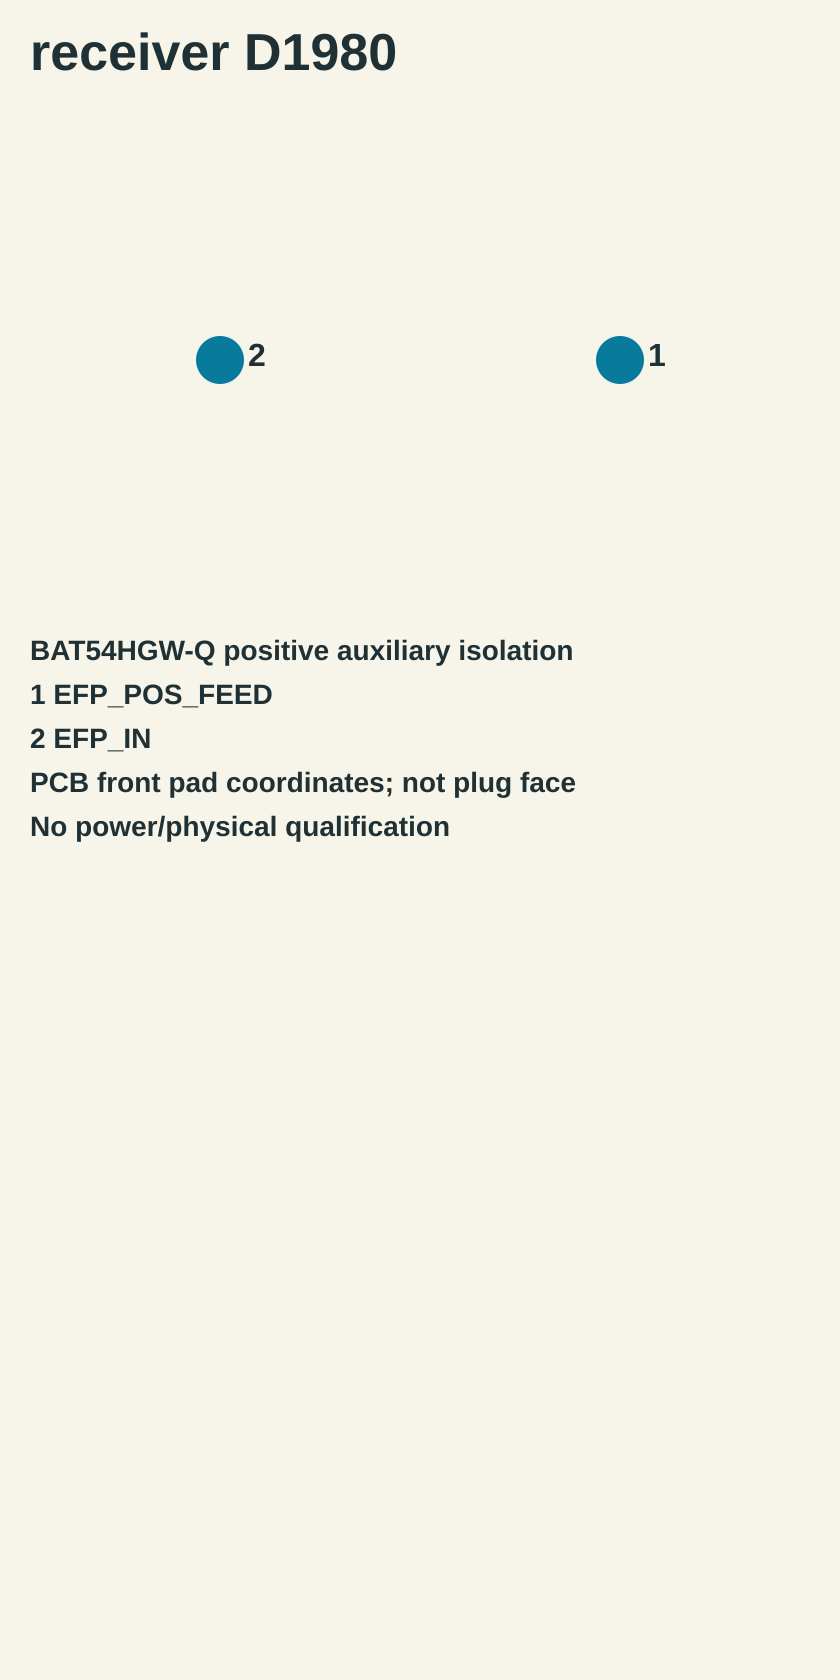 receiver D1980
2
1
BAT54HGW-Q positive auxiliary isolation
1 EFP_POS_FEED
2 EFP_IN
PCB front pad coordinates; not plug face
No power/physical qualification